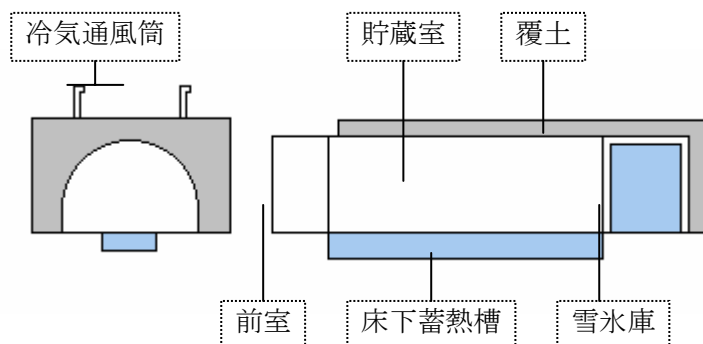 冷気通風筒
貯蔵室
覆土
前室
床下蓄熱槽
雪氷庫